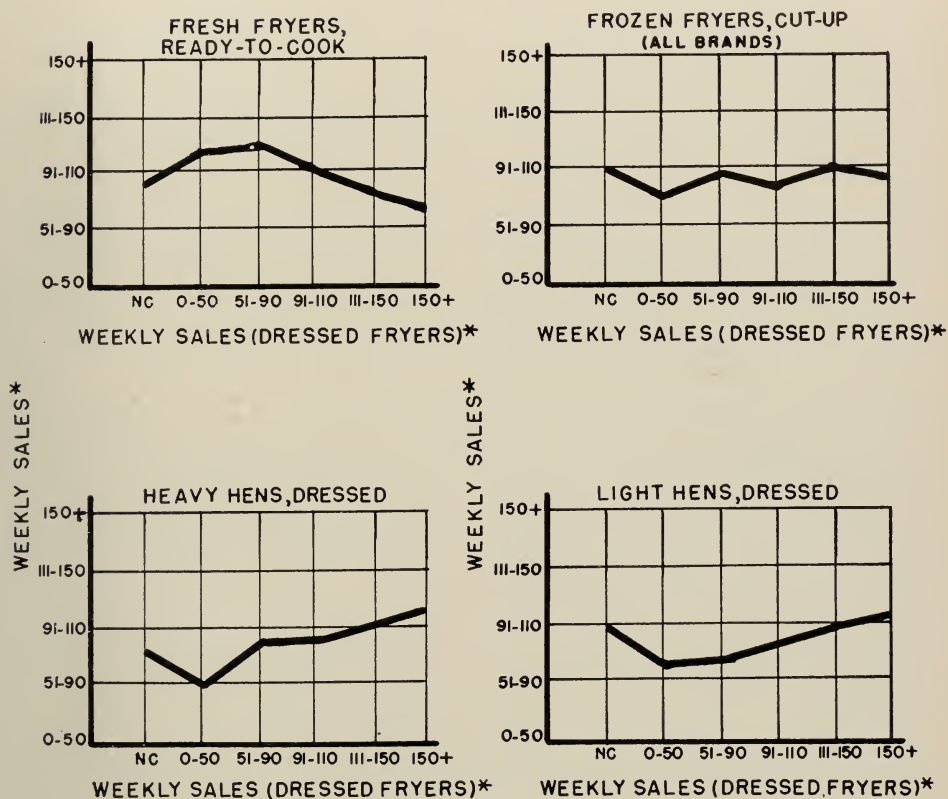 FRESH FRYERS,
READY-TO-COOK
150+
111-150
91-110
51-90
0-50
NC 0-50 51-90 91-110 111-150 150+
WEEKLY SALES (DRESSED FRYERS)*
FROZEN FRYERS, CUT-UP
(ALL BRANDS)
150+
111-150
91-110
51-90
0-50
NC 0-50 51-90 91-110 111-150 150+
WEEKLY SALES (DRESSED FRYERS)*
WEEKLY SALES*
HEAVY HENS, DRESSED
150+
111-150
91-110
51-90
0-50
NC 0-50 51-90 91-110 111-150 150+
WEEKLY SALES (DRESSED FRYERS)*
WEEKLY SALES*
LIGHT HENS, DRESSED
150+
111-150
91-110
51-90
0-50
NC 0-50 51-90 91-110 111-150 150+
WEEKLY SALES (DRESSED FRYERS)*